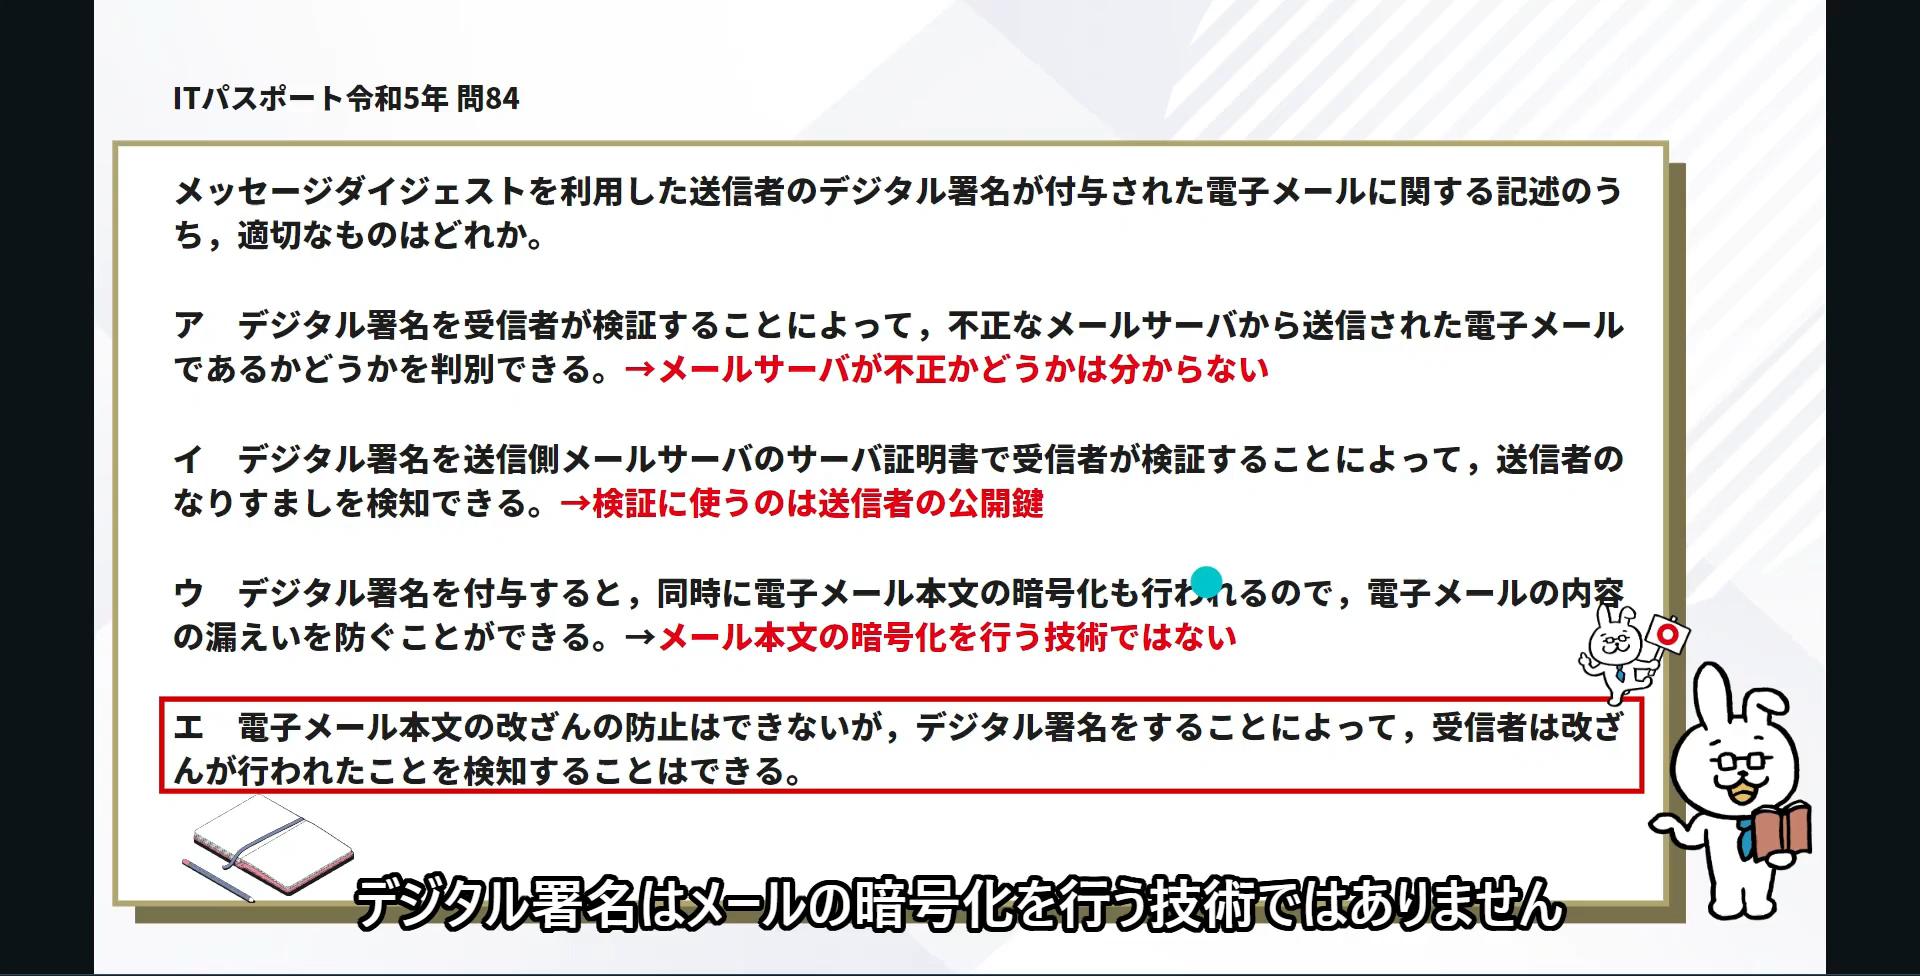 ITパスポート令和5年 問84
メッセージダイジェストを利用した送信者のデジタル署名が付与された電子メールに関する記述のう
ち，適切なものはどれか。
ア　デジタル署名を受信者が検証することによって，不正なメールサーバから送信された電子メール
であるかどうかを判別できる。→メールサーバが不正かどうかは分からない
イ　デジタル署名を送信側メールサーバのサーバ証明書で受信者が検証することによって，送信者の
なりすましを検知できる。→検証に使うのは送信者の公開鍵
ウ　デジタル署名を付与すると，同時に電子メール本文の暗号化も行われるので，電子メールの内容
の漏えいを防ぐことができる。→メール本文の暗号化を行う技術ではない
エ　電子メール本文の改ざんの防止はできないが，デジタル署名をすることによって，受信者は改ざ
んが行われたことを検知することはできる。
デジタル署名はメールの暗号化を行う技術ではありません